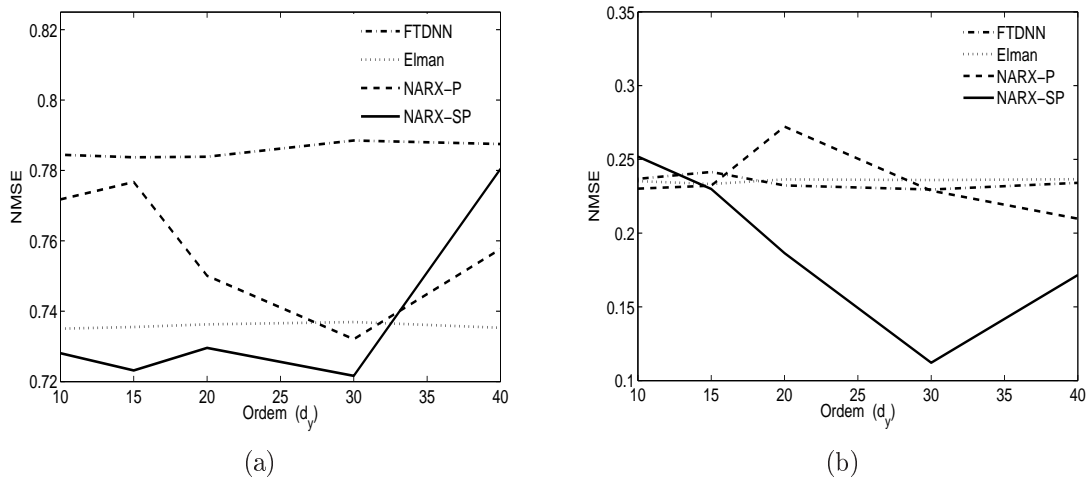 0.82
0.8
0.78
0.76
0.74
0.72
NMSE
FTDNN
Elman
NARX-P
NARX-SP
10 15 20 25 30 35 40
Ordem (d_y)
(a)
0.35
0.3
0.25
0.2
0.15
0.1
NMSE
FTDNN
Elman
NARX-P
NARX-SP
10 15 20 25 30 35 40
Ordem (d_y)
(b)